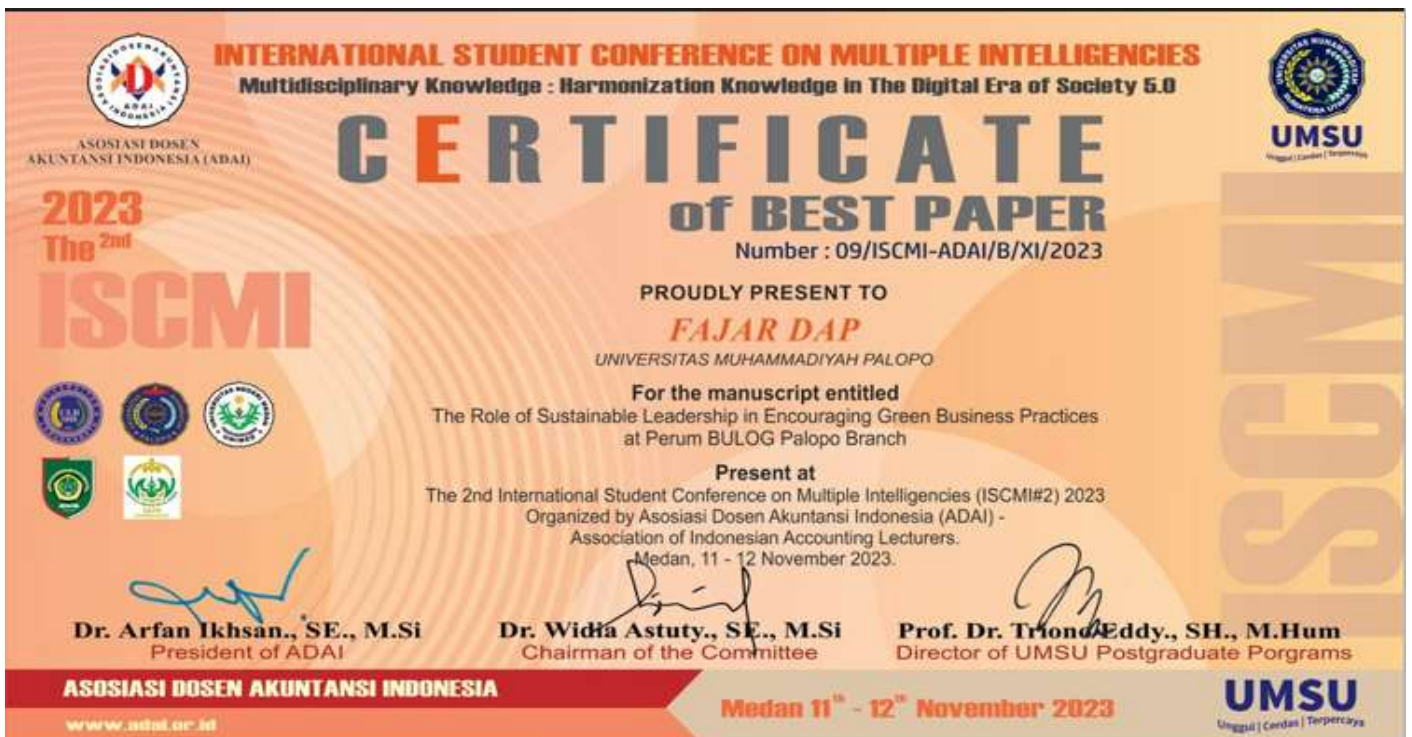 INTERNATIONAL STUDENT CONFERENCE ON MULTIPLE INTELLIGENCIES
Multidisciplinary Knowledge : Harmonization Knowledge in The Digital Era of Society 5.0
ASOSIASI DOSEN
AKUNTANSI INDONESIA (ADAI)
UNIVERSITAS MUHAMMADIYAH
SUMATERA UTARA
UMSU
Unggul | Cerdas | Terpercaya
CERTIFICATE
of BEST PAPER
Number : 09/ISCMI-ADAI/B/XI/2023
2023
The 2nd
ISCMI
PROUDLY PRESENT TO
FAJAR DAP
UNIVERSITAS MUHAMMADIYAH PALOPO
For the manuscript entitled
The Role of Sustainable Leadership in Encouraging Green Business Practices
at Perum BULOG Palopo Branch
Present at
The 2nd International Student Conference on Multiple Intelligencies (ISCMI#2) 2023
Organized by Asosiasi Dosen Akuntansi Indonesia (ADAI) -
Association of Indonesian Accounting Lecturers.
Medan, 11 - 12 November 2023.
ISCMI
Dr. Arfan Ikhsan., SE., M.Si
President of ADAI
Dr. Widia Astuty., SE., M.Si
Chairman of the Committee
Prof. Dr. Triono Eddy., SH., M.Hum
Director of UMSU Postgraduate Porgrams
ASOSIASI DOSEN AKUNTANSI INDONESIA
www.adai.or.id
Medan 11th - 12th November 2023
UMSU
Unggul | Cerdas | Terpercaya